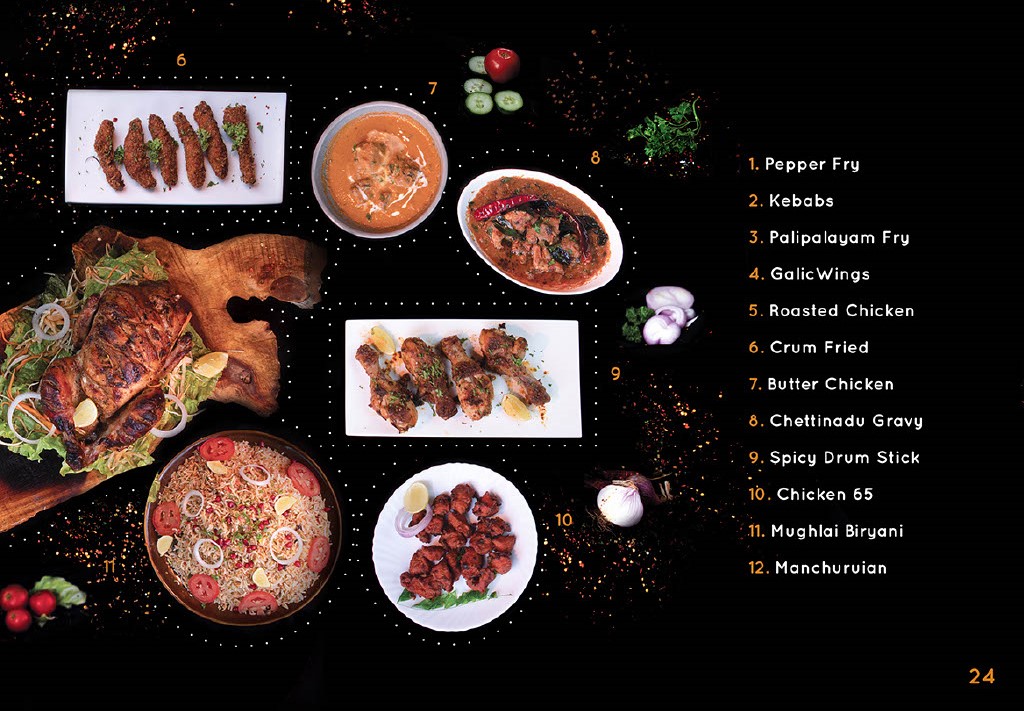 6
7
8
9
10
11
1. Pepper Fry
2. Kebabs
3. Palipalayam Fry
4. GalicWings
5. Roasted Chicken
6. Crum Fried
7. Butter Chicken
8. Chettinadu Gravy
9. Spicy Drum Stick
10. Chicken 65
11. Mughlai Biryani
12. Manchuruian
24